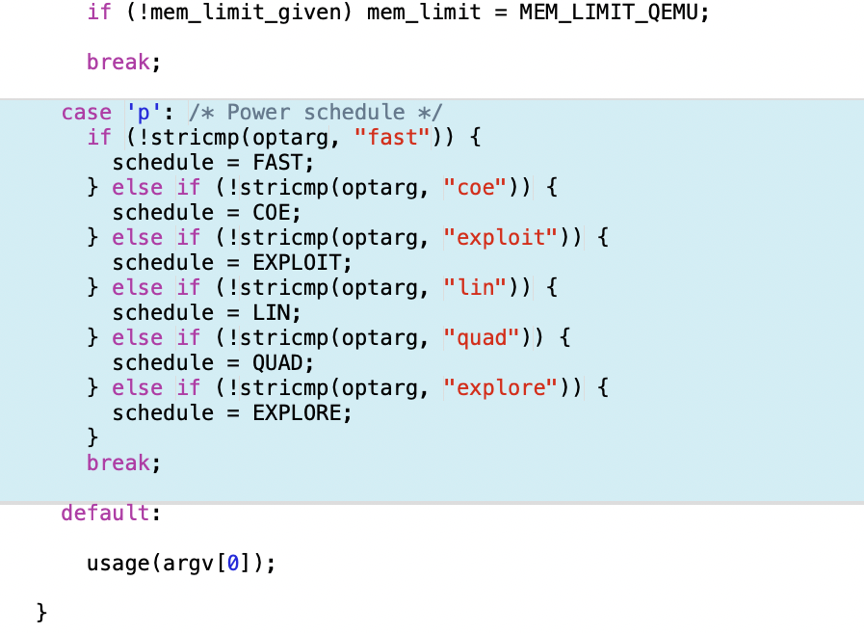 if (!mem_limit_given) mem_limit = MEM_LIMIT_QEMU;
break;
case 'p': /* Power schedule */
if (!stricmp(optarg, "fast")) {
schedule = FAST;
} else if (!stricmp(optarg, "coe")) {
schedule = COE;
} else if (!stricmp(optarg, "exploit")) {
schedule = EXPLOIT;
} else if (!stricmp(optarg, "lin")) {
schedule = LIN;
} else if (!stricmp(optarg, "quad")) {
schedule = QUAD;
} else if (!stricmp(optarg, "explore")) {
schedule = EXPLORE;
}
break;
default:
usage(argv[0]);
}